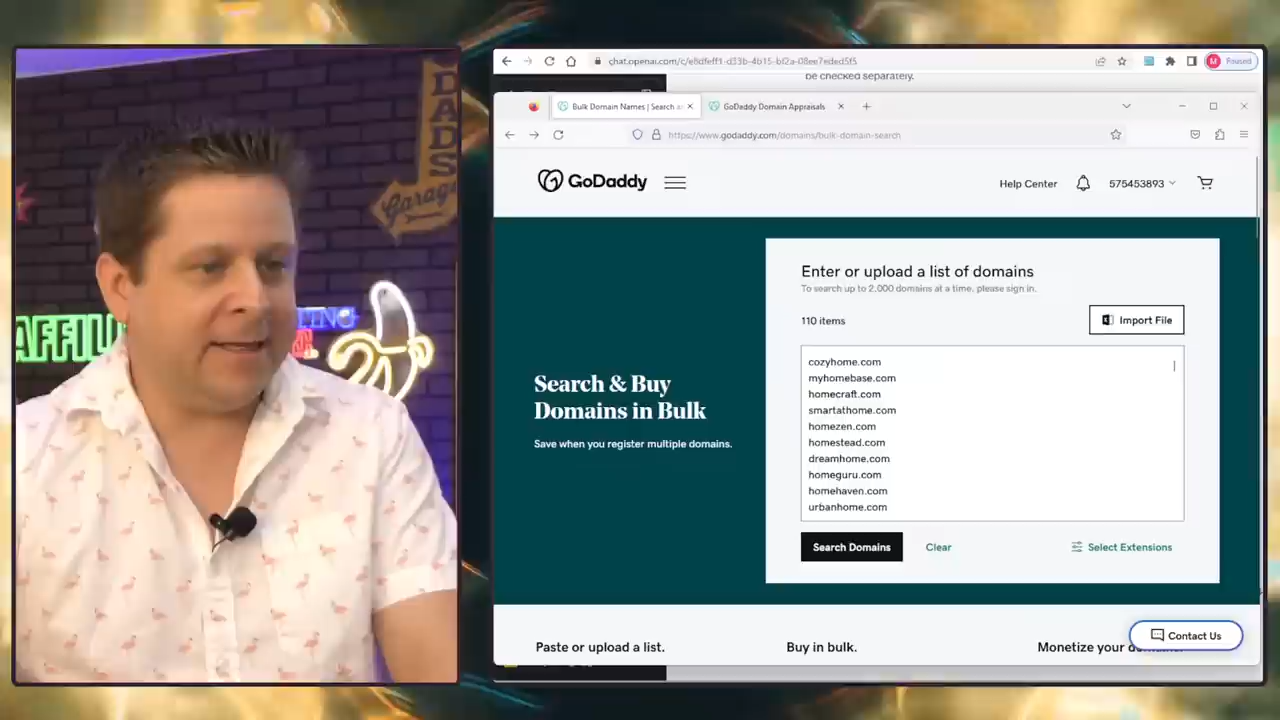 DADS
Garage
AFFILI
TING
chat.openai.com/c/e8dfeff1-d33b-4b15-bf2a-08ee7eded5f5
M Paused
be checked separately.
Bulk Domain Names | Search a
GoDaddy Domain Appraisals
https://www.godaddy.com/domains/bulk-domain-search
GoDaddy
Help Center
575453893
Enter or upload a list of domains
To search up to 2,000 domains at a time, please sign in.
110 items
Import File
Search & Buy
Domains in Bulk
Save when you register multiple domains.
cozyhome.com
myhomebase.com
homecraft.com
smartathome.com
homezen.com
homestead.com
dreamhome.com
homeguru.com
homehaven.com
urbanhome.com
Search Domains
Clear
Select Extensions
Paste or upload a list.
Buy in bulk.
Monetize your
Contact Us